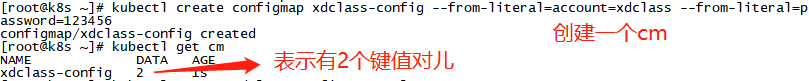 [root@k8s ~]# kubectl create configmap xdclass-config --from-literal=account=xdclass --from-literal=p
assword=123456
configmap/xdclass-config created
创建一个cm
[root@k8s ~]# kubectl get cm
NAME DATA AGE
xdclass-config 2 1s
表示有2个键值对儿